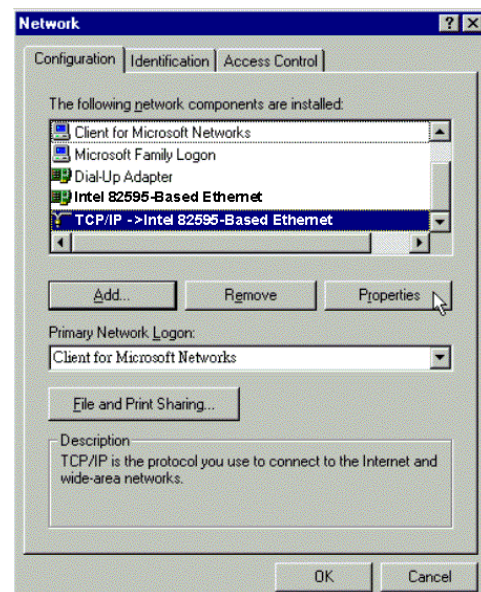 Network
Configuration Identification Access Control
The following network components are installed:
Client for Microsoft Networks
Microsoft Family Logon
Dial-Up Adapter
Intel 82595-Based Ethernet
TCP/IP ->Intel 82595-Based Ethernet
Add... Remove Properties
Primary Network Logon:
Client for Microsoft Networks
File and Print Sharing...
Description
TCP/IP is the protocol you use to connect to the Internet and
wide-area networks.
OK Cancel